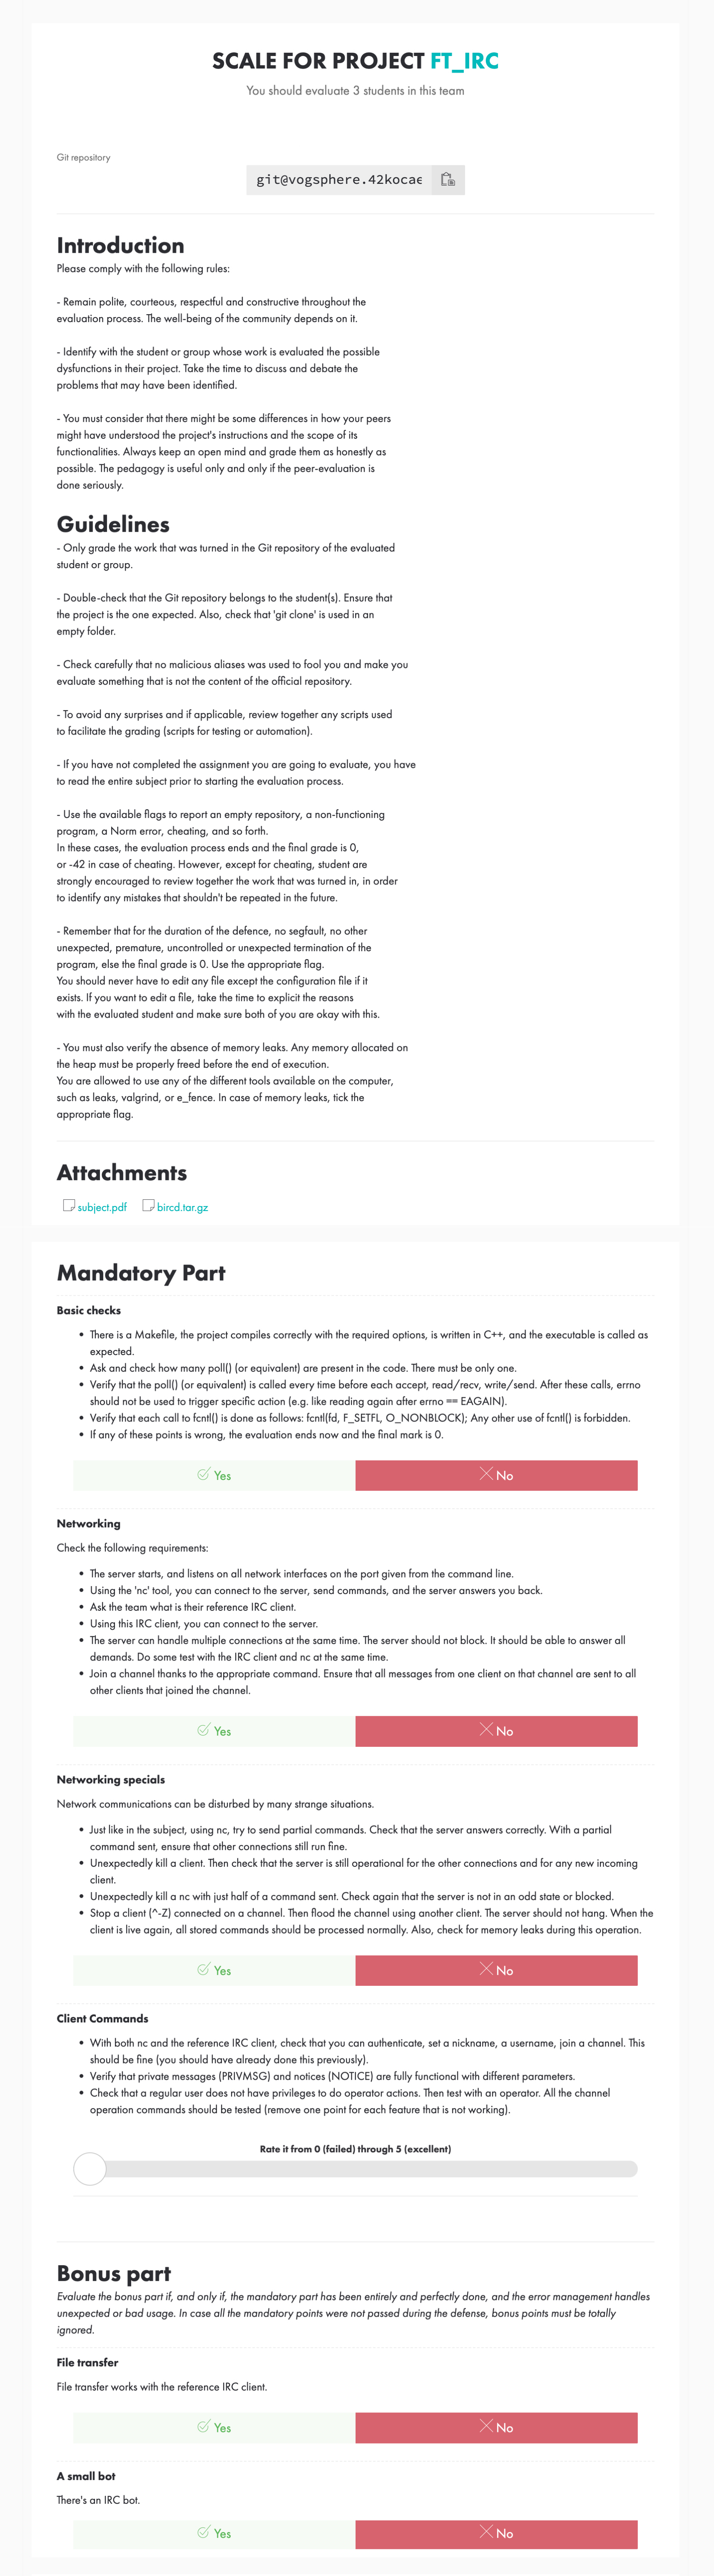 SCALE FOR PROJECT FT_IRC
You should evaluate 3 students in this team
Git repository
git@vogsphere.42kocae
Introduction
Please comply with the following rules:
- Remain polite, courteous, respectful and constructive throughout the
evaluation process. The well-being of the community depends on it.
- Identify with the student or group whose work is evaluated the possible
dysfunctions in their project. Take the time to discuss and debate the
problems that may have been identified.
- You must consider that there might be some differences in how your peers
might have understood the project's instructions and the scope of its
functionalities. Always keep an open mind and grade them as honestly as
possible. The pedagogy is useful only and only if the peer-evaluation is
done seriously.
Guidelines
- Only grade the work that was turned in the Git repository of the evaluated
student or group.
- Double-check that the Git repository belongs to the student(s). Ensure that
the project is the one expected. Also, check that 'git clone' is used in an
empty folder.
- Check carefully that no malicious aliases was used to fool you and make you
evaluate something that is not the content of the official repository.
- To avoid any surprises and if applicable, review together any scripts used
to facilitate the grading (scripts for testing or automation).
- If you have not completed the assignment you are going to evaluate, you have
to read the entire subject prior to starting the evaluation process.
- Use the available flags to report an empty repository, a non-functioning
program, a Norm error, cheating, and so forth.
In these cases, the evaluation process ends and the final grade is 0,
or -42 in case of cheating. However, except for cheating, student are
strongly encouraged to review together the work that was turned in, in order
to identify any mistakes that shouldn't be repeated in the future.
- Remember that for the duration of the defence, no segfault, no other
unexpected, premature, uncontrolled or unexpected termination of the
program, else the final grade is 0. Use the appropriate flag.
You should never have to edit any file except the configuration file if it
exists. If you want to edit a file, take the time to explicit the reasons
with the evaluated student and make sure both of you are okay with this.
- You must also verify the absence of memory leaks. Any memory allocated on
the heap must be properly freed before the end of execution.
You are allowed to use any of the different tools available on the computer,
such as leaks, valgrind, or e_fence. In case of memory leaks, tick the
appropriate flag.
Attachments
subject.pdf bircd.tar.gz
Mandatory Part
Basic checks
• There is a Makefile, the project compiles correctly with the required options, is written in C++, and the executable is called as
expected.
• Ask and check how many poll() (or equivalent) are present in the code. There must be only one.
• Verify that the poll() (or equivalent) is called every time before each accept, read/recv, write/send. After these calls, errno
should not be used to trigger specific action (e.g. like reading again after errno == EAGAIN).
• Verify that each call to fcntl() is done as follows: fcntl(fd, F_SETFL, O_NONBLOCK); Any other use of fcntl() is forbidden.
• If any of these points is wrong, the evaluation ends now and the final mark is 0.
Yes No
Networking
Check the following requirements:
• The server starts, and listens on all network interfaces on the port given from the command line.
• Using the 'nc' tool, you can connect to the server, send commands, and the server answers you back.
• Ask the team what is their reference IRC client.
• Using this IRC client, you can connect to the server.
• The server can handle multiple connections at the same time. The server should not block. It should be able to answer all
demands. Do some test with the IRC client and nc at the same time.
• Join a channel thanks to the appropriate command. Ensure that all messages from one client on that channel are sent to all
other clients that joined the channel.
Yes No
Networking specials
Network communications can be disturbed by many strange situations.
• Just like in the subject, using nc, try to send partial commands. Check that the server answers correctly. With a partial
command sent, ensure that other connections still run fine.
• Unexpectedly kill a client. Then check that the server is still operational for the other connections and for any new incoming
client.
• Unexpectedly kill a nc with just half of a command sent. Check again that the server is not in an odd state or blocked.
• Stop a client (^-Z) connected on a channel. Then flood the channel using another client. The server should not hang. When the
client is live again, all stored commands should be processed normally. Also, check for memory leaks during this operation.
Yes No
Client Commands
• With both nc and the reference IRC client, check that you can authenticate, set a nickname, a username, join a channel. This
should be fine (you should have already done this previously).
• Verify that private messages (PRIVMSG) and notices (NOTICE) are fully functional with different parameters.
• Check that a regular user does not have privileges to do operator actions. Then test with an operator. All the channel
operation commands should be tested (remove one point for each feature that is not working).
Rate it from 0 (failed) through 5 (excellent)
Bonus part
Evaluate the bonus part if, and only if, the mandatory part has been entirely and perfectly done, and the error management handles
unexpected or bad usage. In case all the mandatory points were not passed during the defense, bonus points must be totally
ignored.
File transfer
File transfer works with the reference IRC client.
Yes No
A small bot
There's an IRC bot.
Yes No